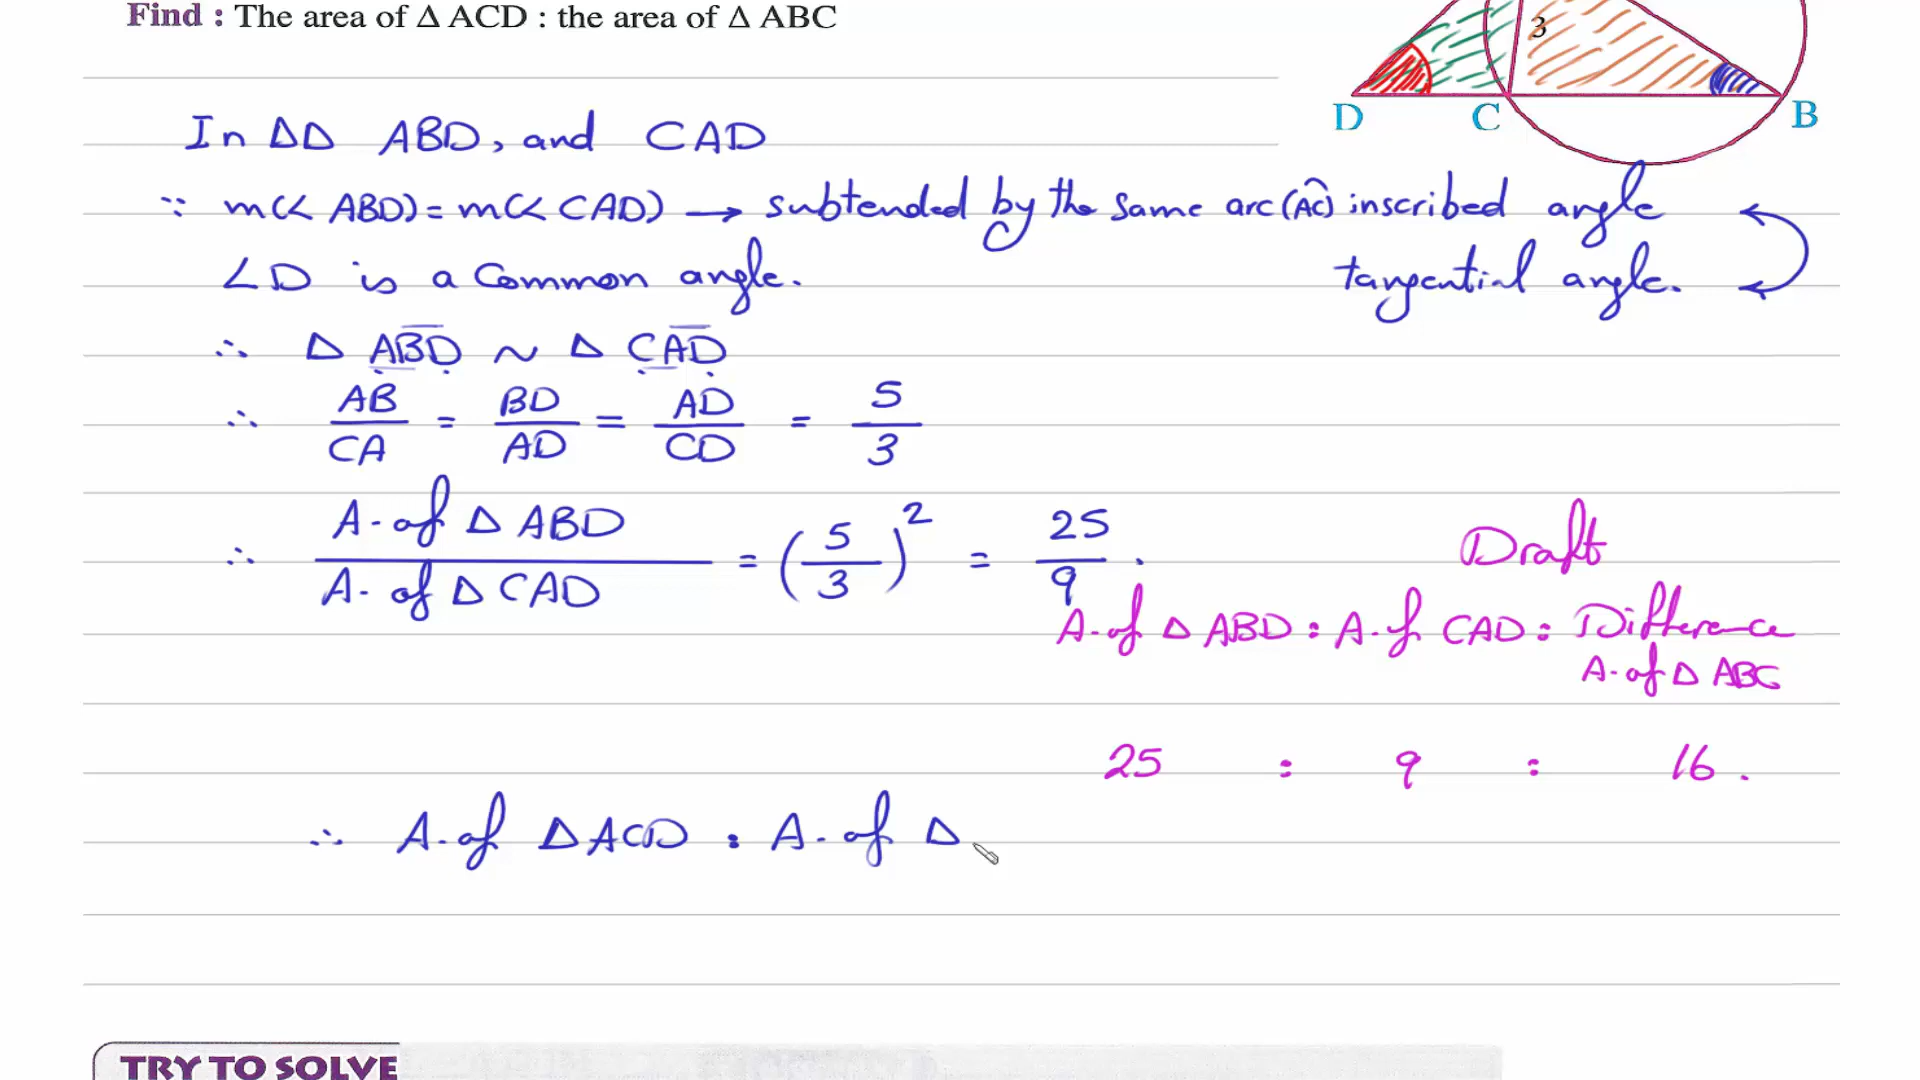 Find : The area of Δ ACD : the area of Δ ABC
3
D C B
In ΔΔ ABD, and CAD
∵ m(< ABD) = m(< CAD) → subtended by the same arc (AC) inscribed angle
∠D is a common angle.
tangential angle.
∴ Δ ABD ~ Δ CAD
∴ AB/CA = BD/AD = AD/CD = 5/3
∴ A. of Δ ABD / A. of Δ CAD = (5/3)² = 25/9 .
Draft
A. of Δ ABD : A. of CAD : Difference
A. of Δ ABC
25 : 9 : 16 .
∴ A. of Δ ACD : A. of Δ
TRY TO SOLVE